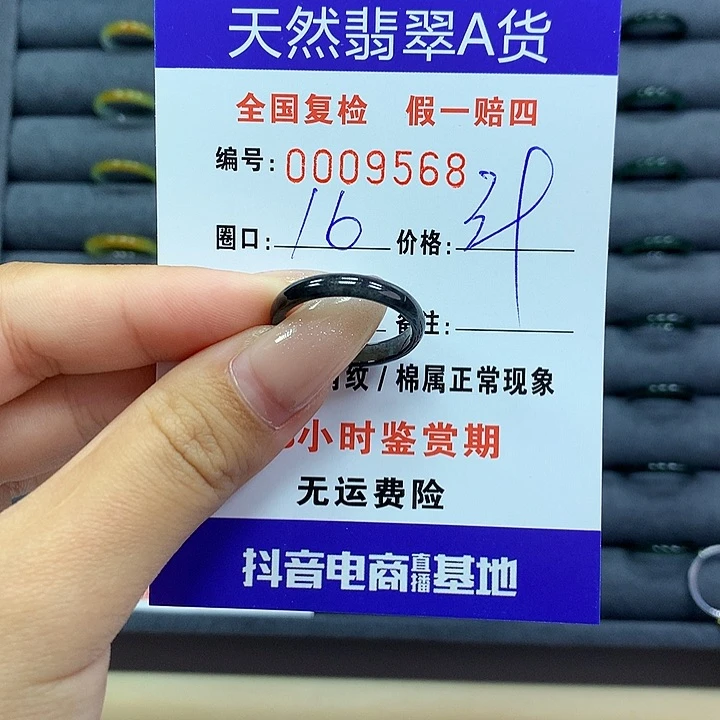 天然翡翠A货
全国复检 假一赔四
编号: 0009568
圈口: 16 价格:
备注:
纹/棉属正常现象
小时鉴赏期
无运费险
抖音电商直播基地